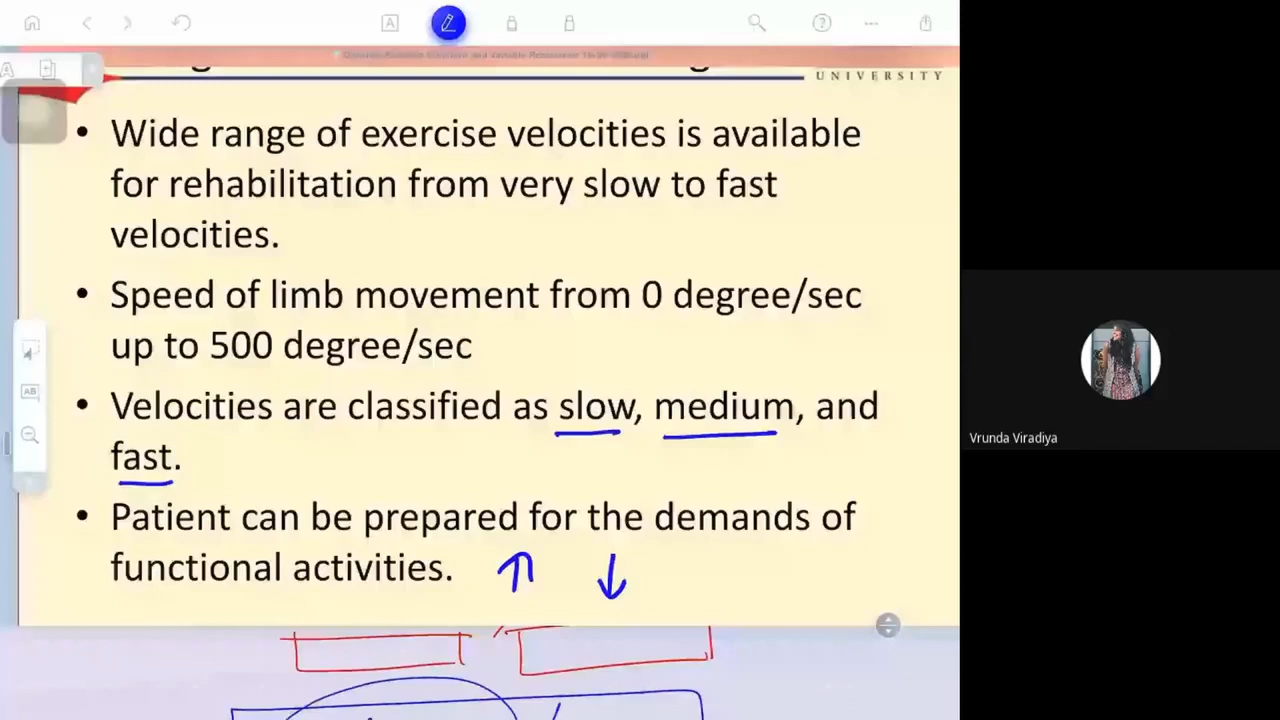 UNIVERSITY
• Wide range of exercise velocities is available
for rehabilitation from very slow to fast
velocities.
• Speed of limb movement from 0 degree/sec
up to 500 degree/sec
• Velocities are classified as slow, medium, and
fast.
• Patient can be prepared for the demands of
functional activities. ↑ ↓
Vrunda Viradiya